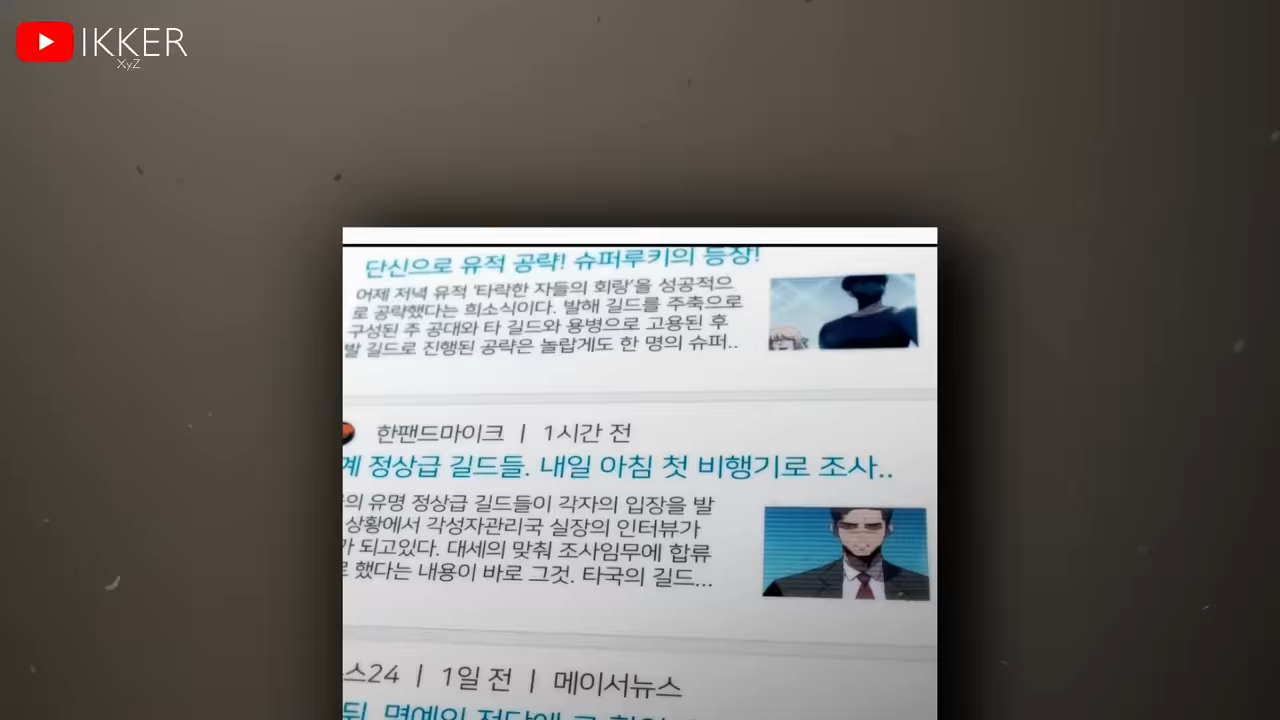 IKKER
XyZ
단신으로 유적 공략! 슈퍼루키의 등장!
어제 저녁 유적 '타락한 자들의 회랑'을 성공적으
로 공략했다는 희소식이다. 발해 길드를 주축으로
구성된 주 공대와 타 길드와 용병으로 고용된 후
발 길드로 진행된 공략은 놀랍게도 한 명의 슈퍼..
한팬드마이크 | 1시간 전
계 정상급 길드들. 내일 아침 첫 비행기로 조사..
의 유명 정상급 길드들이 각자의 입장을 발
상황에서 각성자관리국 실장의 인터뷰가
가 되고있다. 대세의 맞춰 조사임무에 합류
로 했다는 내용이 바로 그것. 타국의 길드...
스24 | 1일 전 | 메이서뉴스